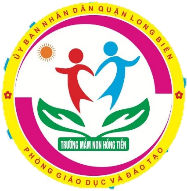 ỦY BAN NHÂN DÂN QUẬN LONG BIÊN
TRƯỜNG MẦM NON HỒNG TIẾN
PHÒNG GIÁO DỤC VÀ ĐÀO TẠO